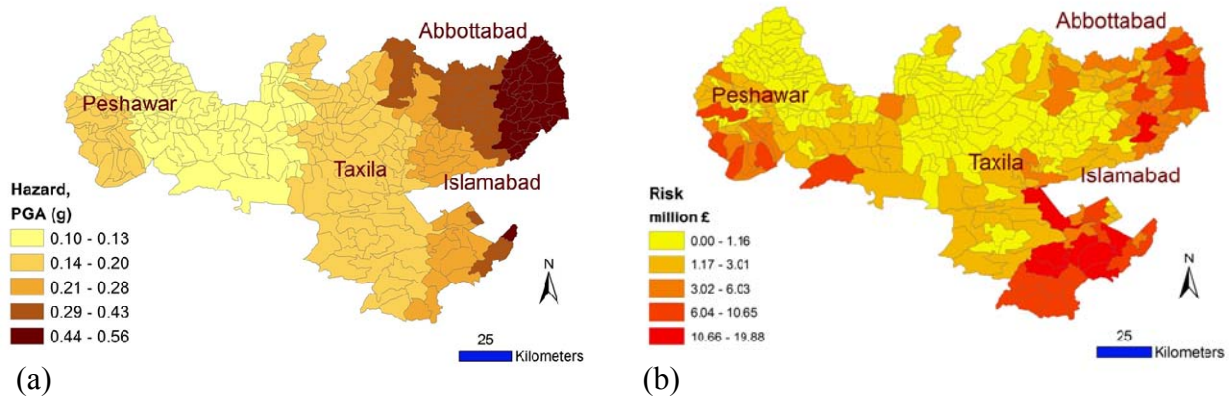 Abbottabad
Peshawar
Taxila
Islamabad
Hazard,
PGA (g)
0.10 - 0.13
0.14 - 0.20
0.21 - 0.28
0.29 - 0.43
0.44 - 0.56
N
25
Kilometers
(a)
Abbottabad
Peshawar
Taxila
Islamabad
Risk
million £
0.00 - 1.16
1.17 - 3.01
3.02 - 6.03
6.04 - 10.65
10.66 - 19.88
N
25
Kilometers
(b)